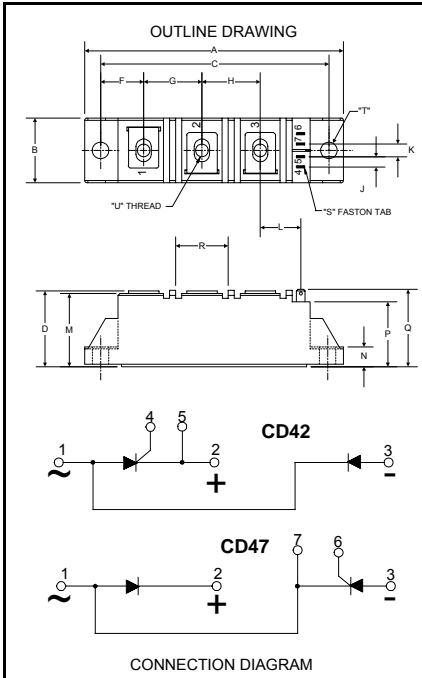 OUTLINE DRAWING
A
C
F G H
B
1 2 3
7 6
4 5
"T"
K
J
"U" THREAD
"S" FASTON TAB
L
R
D M N P Q
4 5
CD42
1 2 3
~ + -
CD47
7 6
1 2 3
~ + -
CONNECTION DIAGRAM